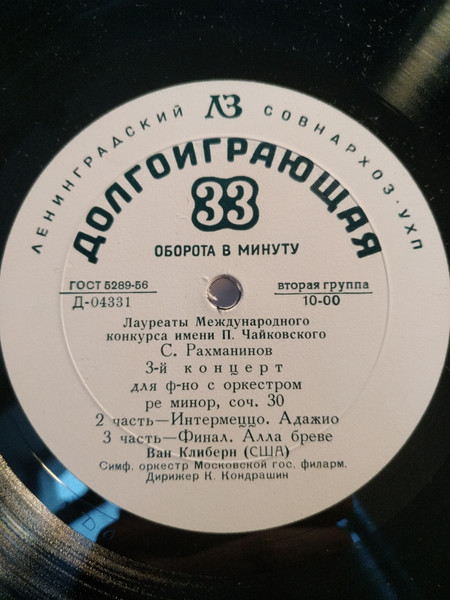 ЛЕНИНГРАДСКИЙ ЛЗ СОВНАРХОЗ·УХП
ДОЛГОИГРАЮЩАЯ
33
ОБОРОТА В МИНУТУ
ГОСТ 5289-56 вторая группа
Д-04331 10-00
Лауреаты Международного
конкурса имени П. Чайковского
С. Рахманинов
3-й концерт
для ф-но с оркестром
ре минор, соч. 30
2 часть—Интермеццо. Адажио
3 часть—Финал. Алла бреве
Ван Клиберн (США)
Симф. оркестр Московской гос. филарм.
Дирижер К. Кондрашин